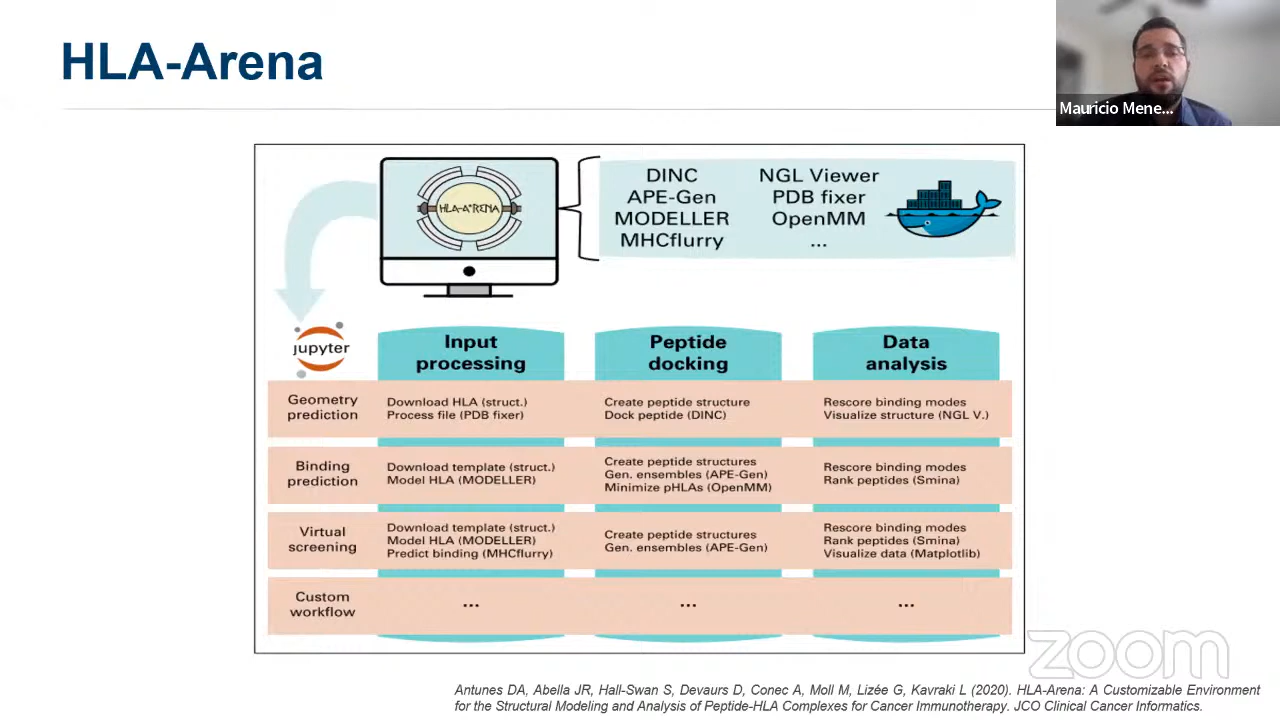 HLA-Arena
Mauricio Mene...
HLA-A*RENA
DINC
APE-Gen
MODELLER
MHCflurry
NGL Viewer
PDB fixer
OpenMM
...
jupyter
Input
processing
Peptide
docking
Data
analysis
Geometry
prediction
Download HLA (struct.)
Process file (PDB fixer)
Create peptide structure
Dock peptide (DINC)
Rescore binding modes
Visualize structure (NGL V.)
Binding
prediction
Download template (struct.)
Model HLA (MODELLER)
Create peptide structures
Gen. ensembles (APE-Gen)
Minimize pHLAs (OpenMM)
Rescore binding modes
Rank peptides (Smina)
Virtual
screening
Download template (struct.)
Model HLA (MODELLER)
Predict binding (MHCflurry)
Create peptide structures
Gen. ensembles (APE-Gen)
Rescore binding modes
Rank peptides (Smina)
Visualize data (Matplotlib)
Custom
workflow
...
...
...
zoom
Antunes DA, Abella JR, Hall-Swan S, Devaurs D, Conec A, Moll M, Lizée G, Kavraki L (2020). HLA-Arena: A Customizable Environment
for the Structural Modeling and Analysis of Peptide-HLA Complexes for Cancer Immunotherapy. JCO Clinical Cancer Informatics.